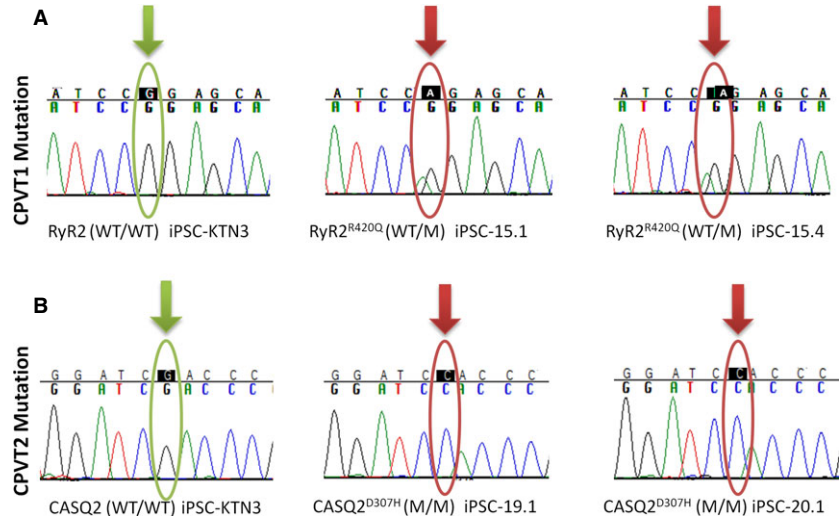 A
CPVT1 Mutation
A T C C G G A G C A
A T C C G G A G C A
RyR2 (WT/WT) iPSC-KTN3
A T C C A G A G C A
A T C C G G A G C A
RyR2R420Q (WT/M) iPSC-15.1
A T C C A G A G C A
A T C C G G A G C A
RyR2R420Q (WT/M) iPSC-15.4
B
CPVT2 Mutation
G G A T C G A C C C
G G A T C G A C C C
CASQ2 (WT/WT) iPSC-KTN3
G G A T C C A C C C
G G A T C C A C C C
CASQ2D307H (M/M) iPSC-19.1
G G A T C C A C C C
G G A T C C A C C C
CASQ2D307H (M/M) iPSC-20.1